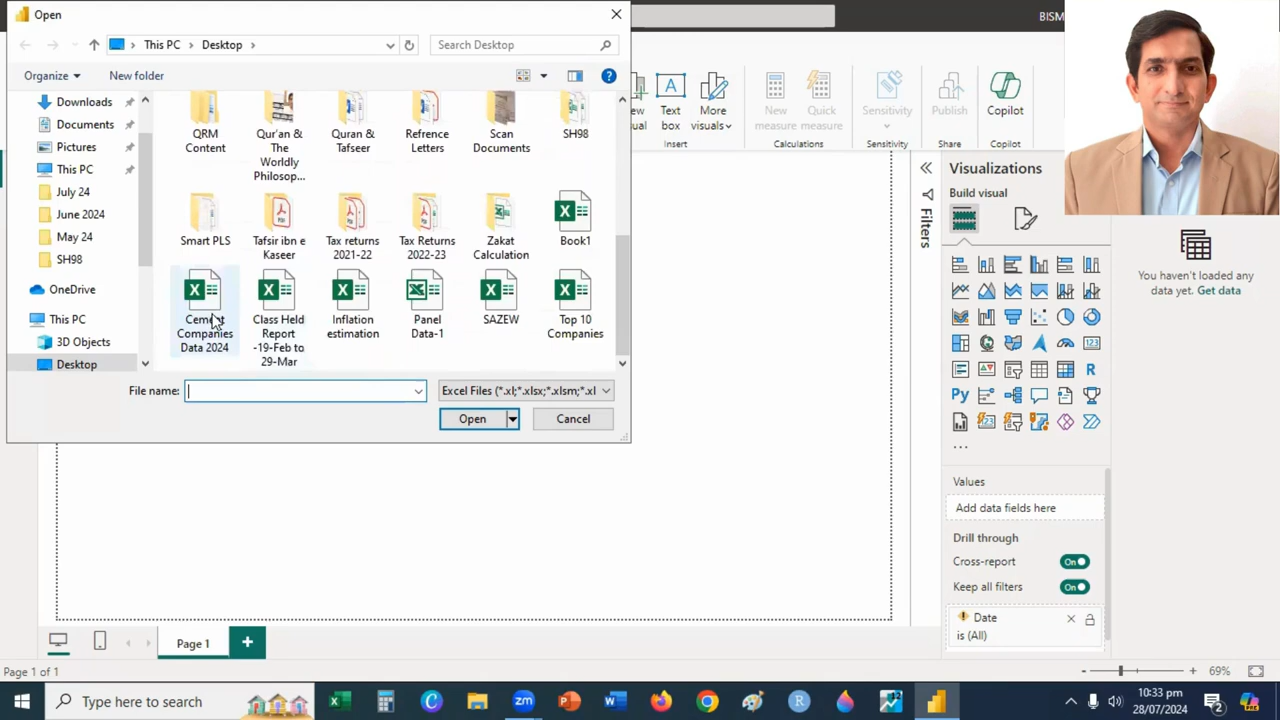 Open
BISM
This PC
Desktop
Search Desktop
Organize
New folder
Downloads
Documents
Pictures
This PC
July 24
June 2024
May 24
SH98
OneDrive
This PC
3D Objects
Desktop
QRM
Content
Qur'an &
The
Worldly
Philosop...
Quran &
Tafseer
Refrence
Letters
Scan
Documents
SH98
Smart PLS
Tafsir ibn e
Kaseer
Tax returns
2021-22
Tax Returns
2022-23
Zakat
Calculation
Book1
Cement
Companies
Data 2024
Class Held
Report
-19-Feb to
29-Mar
Inflation
estimation
Panel
Data-1
SAZEW
Top 10
Companies
File name:
Excel Files (*.xl;*.xlsx;*.xlsm;*.xl
Open
Cancel
Text
box
More
visuals
New
measure
Quick
measure
Sensitivity
Publish
Copilot
Insert
Calculations
Sensitivity
Share
Copilot
Filters
Visualizations
Build visual
R
Py
123
...
Values
Add data fields here
Drill through
Cross-report
On
Keep all filters
On
Date
is (All)
You haven't loaded any
data yet. Get data
Page 1
Page 1 of 1
69%
Type here to search
10:33 pm
28/07/2024
2